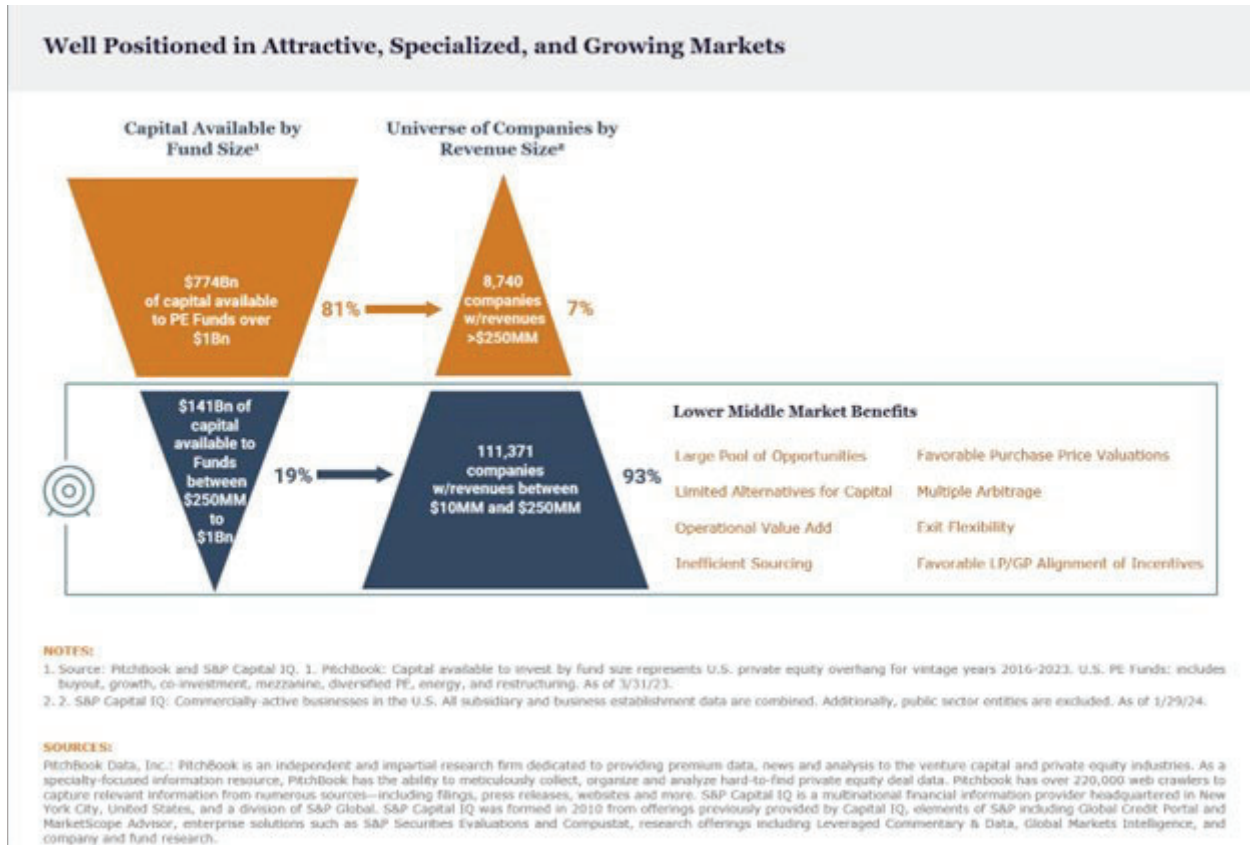 Well Positioned in Attractive, Specialized, and Growing Markets
Capital Available by
Fund Size¹
Universe of Companies by
Revenue Size²
$774Bn
of capital available
to PE Funds over
$1Bn
81%
8,740
companies
w/revenues
>$250MM
7%
$141Bn of
capital
available to
Funds
between
$250MM
to
$1Bn
19%
111,371
companies
w/revenues between
$10MM and $250MM
93%
Lower Middle Market Benefits
Large Pool of Opportunities
Favorable Purchase Price Valuations
Limited Alternatives for Capital
Multiple Arbitrage
Operational Value Add
Exit Flexibility
Inefficient Sourcing
Favorable LP/GP Alignment of Incentives
NOTES:
1. Source: PitchBook and S&P Capital IQ. 1. PitchBook: Capital available to invest by fund size represents U.S. private equity overhang for vintage years 2016-2023. U.S. PE Funds: includes
buyout, growth, co-investment, mezzanine, diversified PE, energy, and restructuring. As of 3/31/23.
2. 2. S&P Capital IQ: Commercially-active businesses in the U.S. All subsidiary and business establishment data are combined. Additionally, public sector entities are excluded. As of 1/29/24.
SOURCES:
PitchBook Data, Inc.: PitchBook is an independent and impartial research firm dedicated to providing premium data, news and analysis to the venture capital and private equity industries. As a
specialty-focused information resource, PitchBook has the ability to meticulously collect, organize and analyze hard-to-find private equity deal data. Pitchbook has over 220,000 web crawlers to
capture relevant information from numerous sources—including filings, press releases, websites and more. S&P Capital IQ is a multinational financial information provider headquartered in New
York City, United States, and a division of S&P Global. S&P Capital IQ was formed in 2010 from offerings previously provided by Capital IQ, elements of S&P including Global Credit Portal and
MarketScope Advisor, enterprise solutions such as S&P Securities Evaluations and Compustat, research offerings including Leveraged Commentary & Data, Global Markets Intelligence, and
company and fund research.